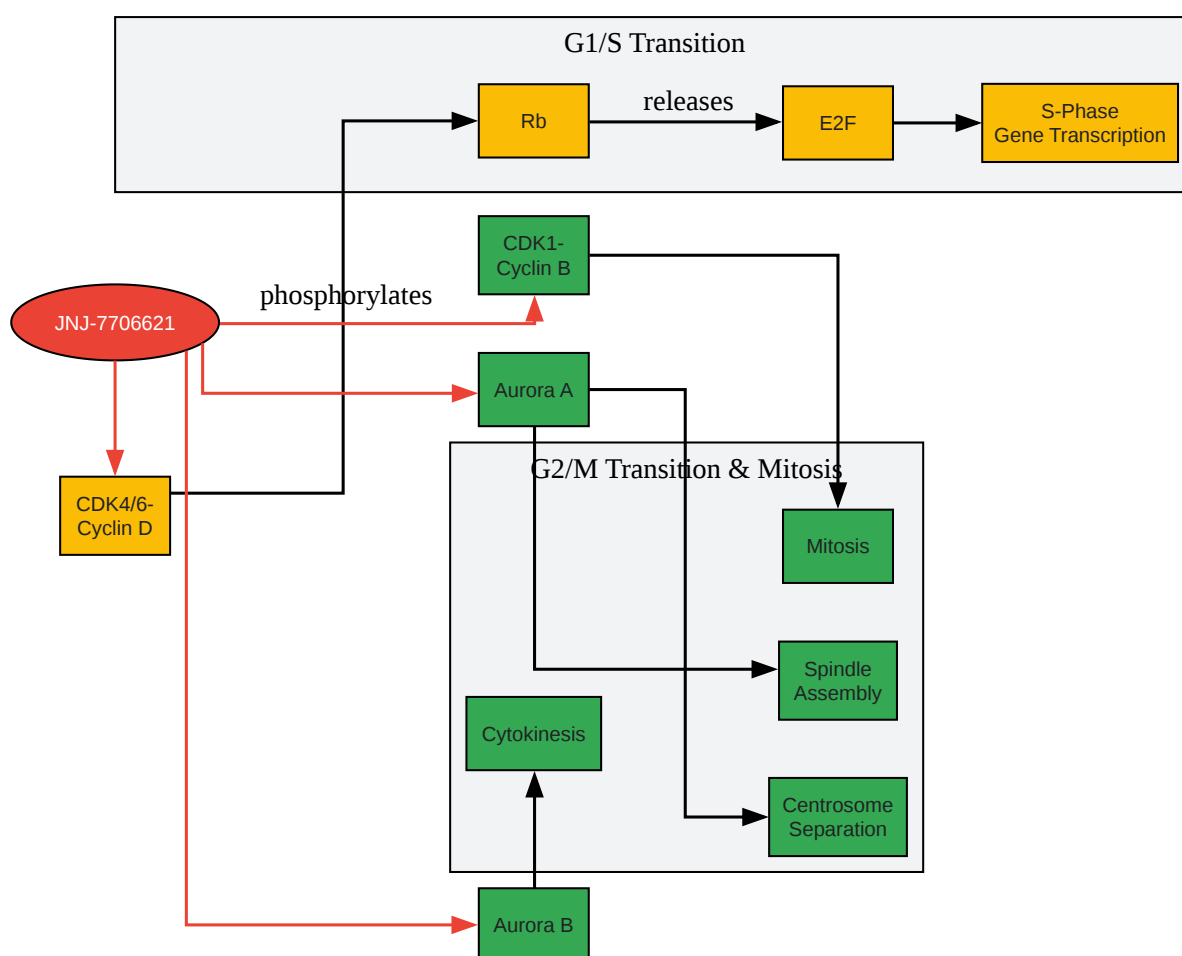 G1/S Transition
Rb
releases
E2F
S-Phase
Gene Transcription
CDK1-
Cyclin B
phosphorylates
JNJ-7706621
Aurora A
G2/M Transition & Mitosis
CDK4/6-
Cyclin D
Mitosis
Spindle
Assembly
Cytokinesis
Centrosome
Separation
Aurora B